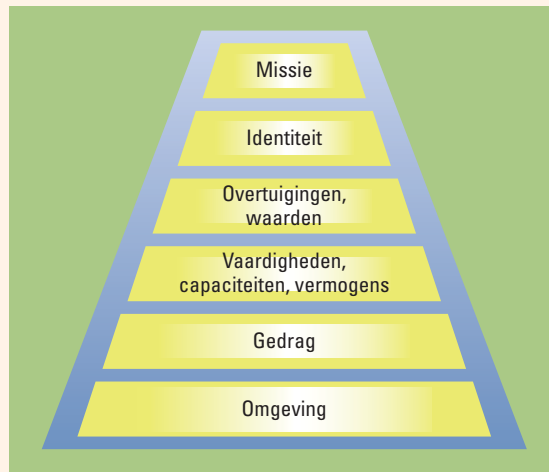 Missie
Identiteit
Overtuigingen,
waarden
Vaardigheden,
capaciteiten, vermogens
Gedrag
Omgeving